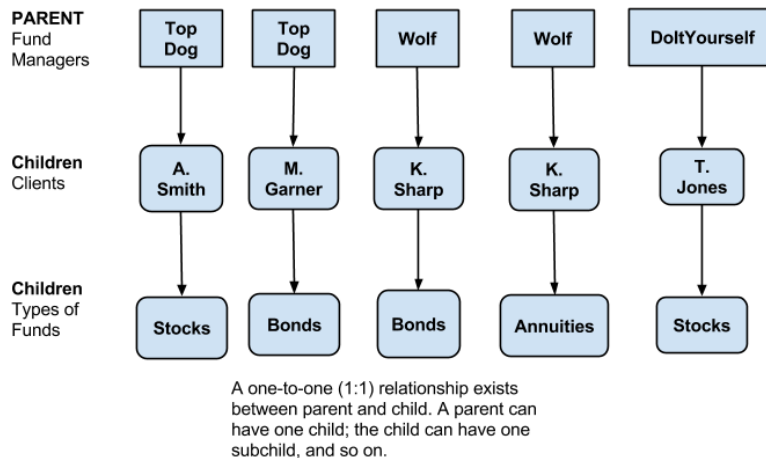 PARENT
Fund
Managers
Top
Dog
Top
Dog
Wolf
Wolf
DoItYourself
Children
Clients
A.
Smith
M.
Garner
K.
Sharp
K.
Sharp
T.
Jones
Children
Types of
Funds
Stocks
Bonds
Bonds
Annuities
Stocks
A one-to-one (1:1) relationship exists
between parent and child. A parent can
have one child; the child can have one
subchild, and so on.